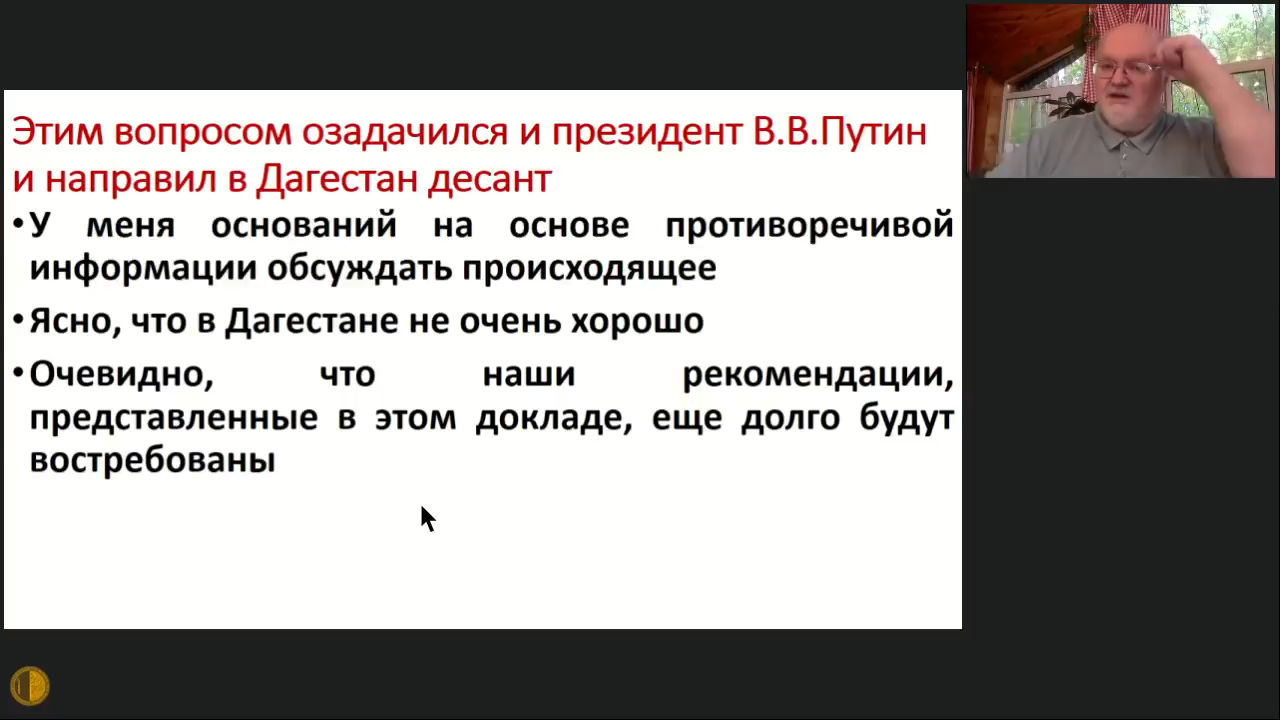 Этим вопросом озадачился и президент В.В.Путин
и направил в Дагестан десант
•У меня оснований на основе противоречивой
информации обсуждать происходящее
•Ясно, что в Дагестане не очень хорошо
•Очевидно, что наши рекомендации,
представленные в этом докладе, еще долго будут
востребованы